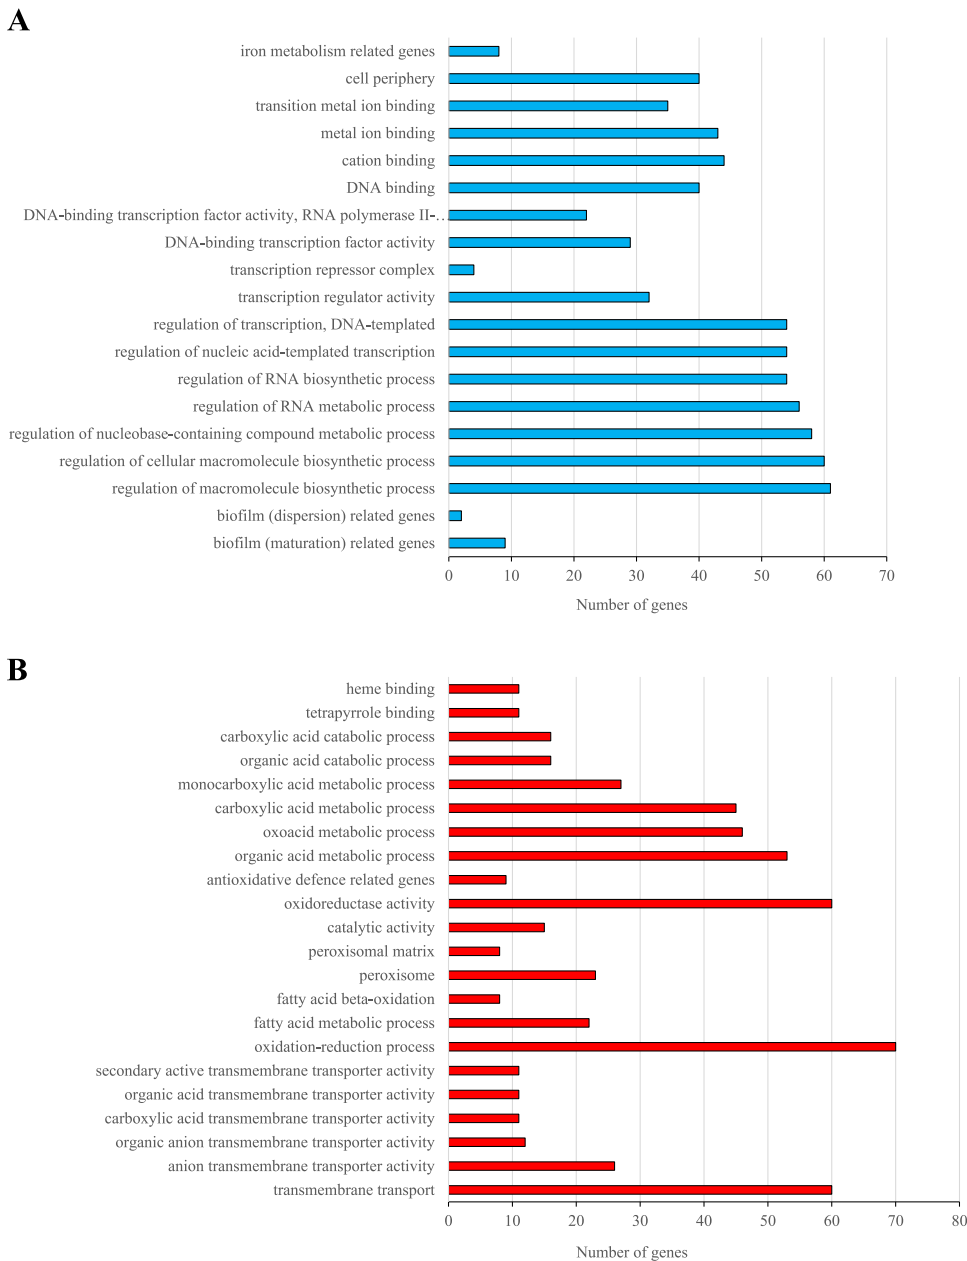 A
iron metabolism related genes
cell periphery
transition metal ion binding
metal ion binding
cation binding
DNA binding
DNA-binding transcription factor activity, RNA polymerase II-…
DNA-binding transcription factor activity
transcription repressor complex
transcription regulator activity
regulation of transcription, DNA-templated
regulation of nucleic acid-templated transcription
regulation of RNA biosynthetic process
regulation of RNA metabolic process
regulation of nucleobase-containing compound metabolic process
regulation of cellular macromolecule biosynthetic process
regulation of macromolecule biosynthetic process
biofilm (dispersion) related genes
biofilm (maturation) related genes
0 10 20 30 40 50 60 70
Number of genes
B
heme binding
tetrapyrrole binding
carboxylic acid catabolic process
organic acid catabolic process
monocarboxylic acid metabolic process
carboxylic acid metabolic process
oxoacid metabolic process
organic acid metabolic process
antioxidative defence related genes
oxidoreductase activity
catalytic activity
peroxisomal matrix
peroxisome
fatty acid beta-oxidation
fatty acid metabolic process
oxidation-reduction process
secondary active transmembrane transporter activity
organic acid transmembrane transporter activity
carboxylic acid transmembrane transporter activity
organic anion transmembrane transporter activity
anion transmembrane transporter activity
transmembrane transport
0 10 20 30 40 50 60 70 80
Number of genes